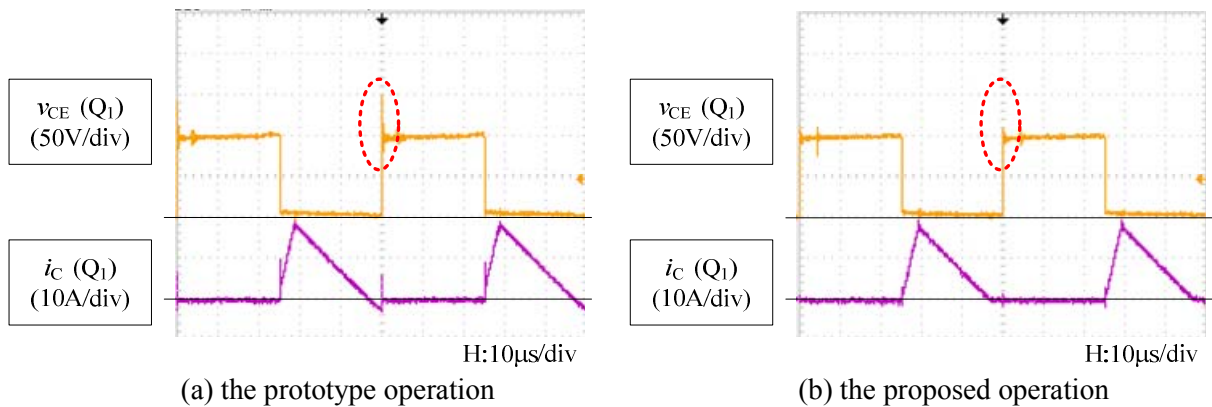 vCE (Q1)
(50V/div)
iC (Q1)
(10A/div)
H:10μs/div
(a) the prototype operation
vCE (Q1)
(50V/div)
iC (Q1)
(10A/div)
H:10μs/div
(b) the proposed operation